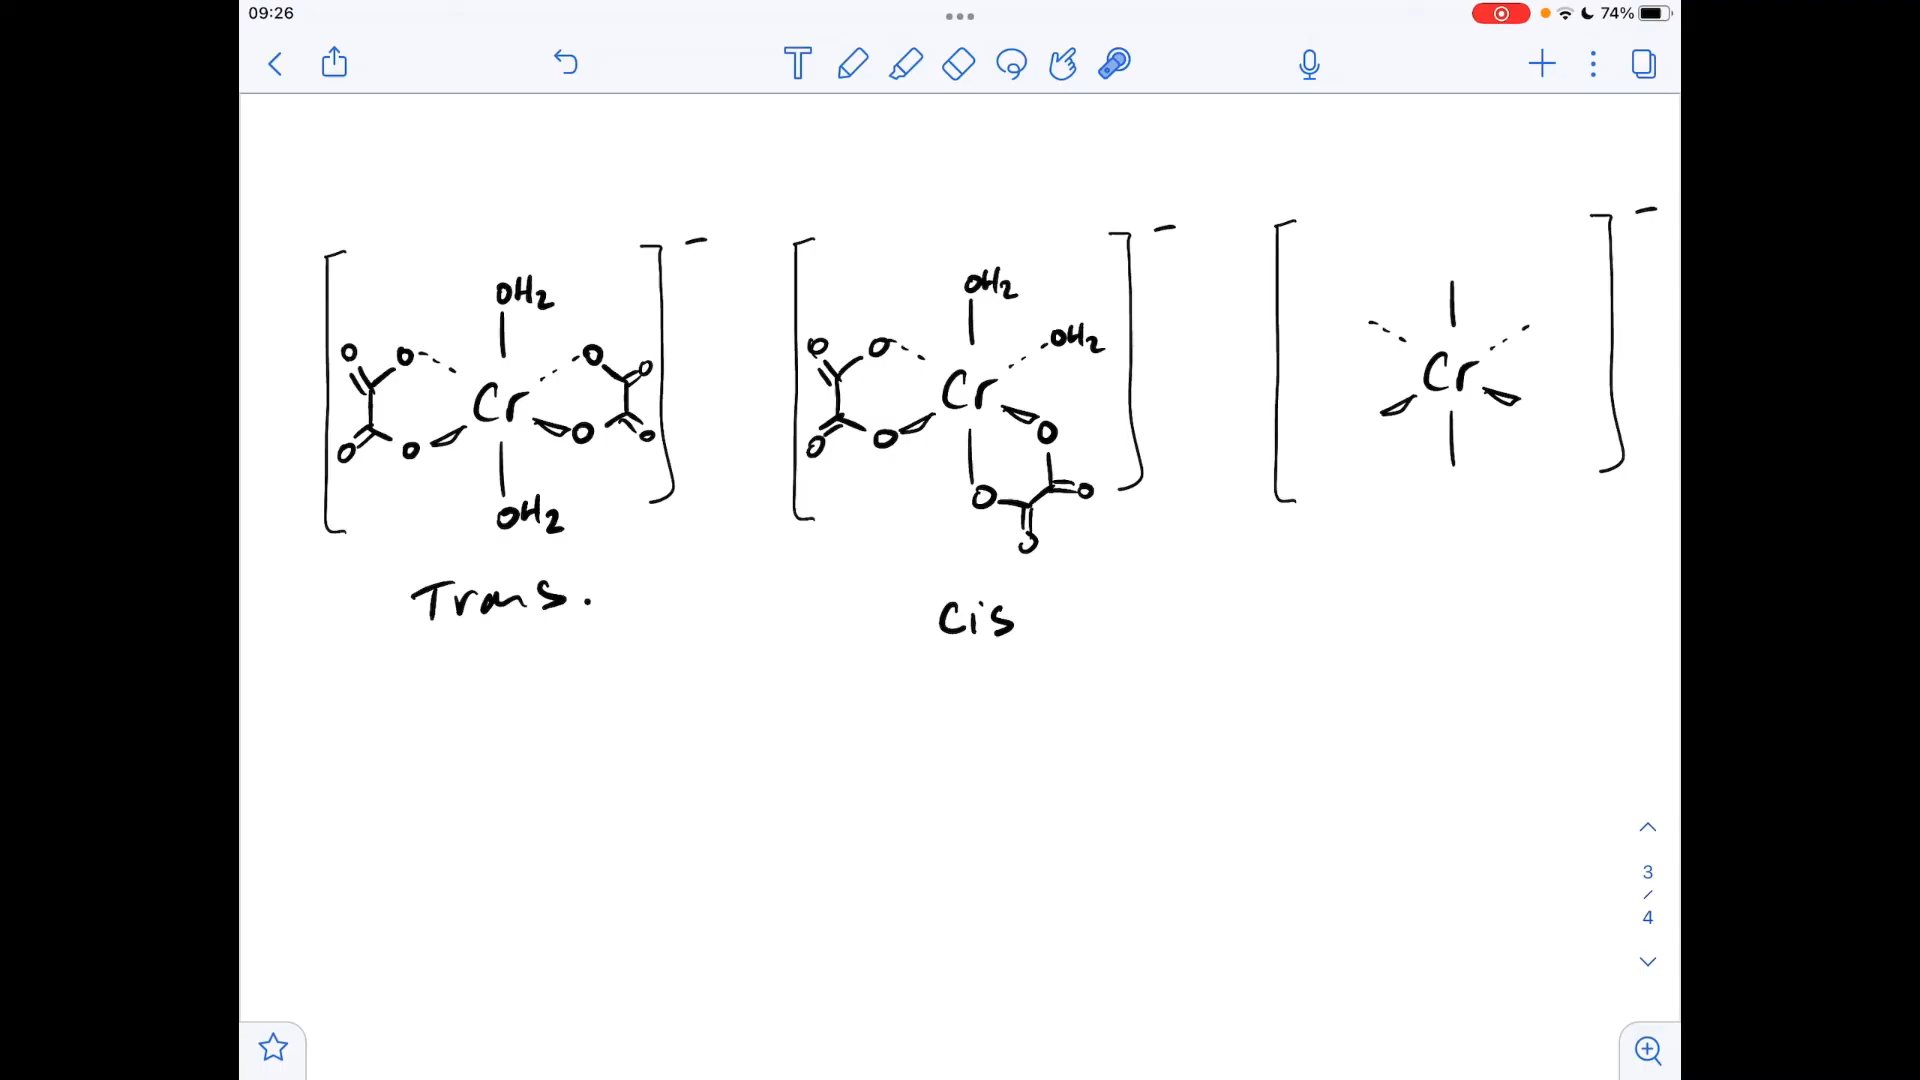 09:26
74%
T
[ OH2 O O Cr O O O O O O OH2 ] −
Trans.
[ OH2 OH2 O O Cr O O O O O O ] −
Cis
[ Cr ] −
3
/
4